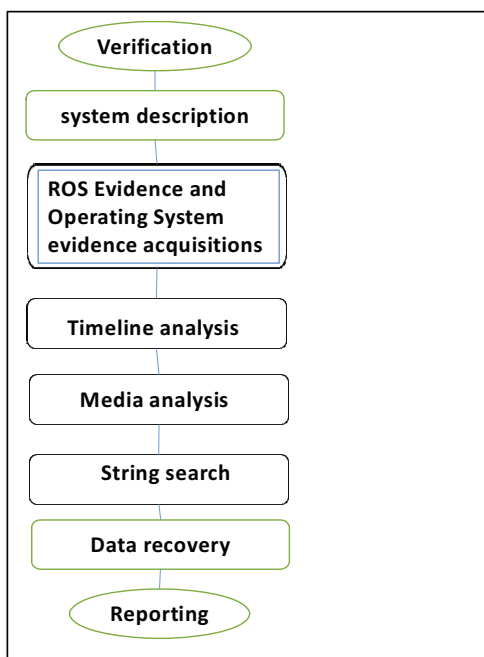 Verification
system description
ROS Evidence and
Operating System
evidence acquisitions
Timeline analysis
Media analysis
String search
Data recovery
Reporting